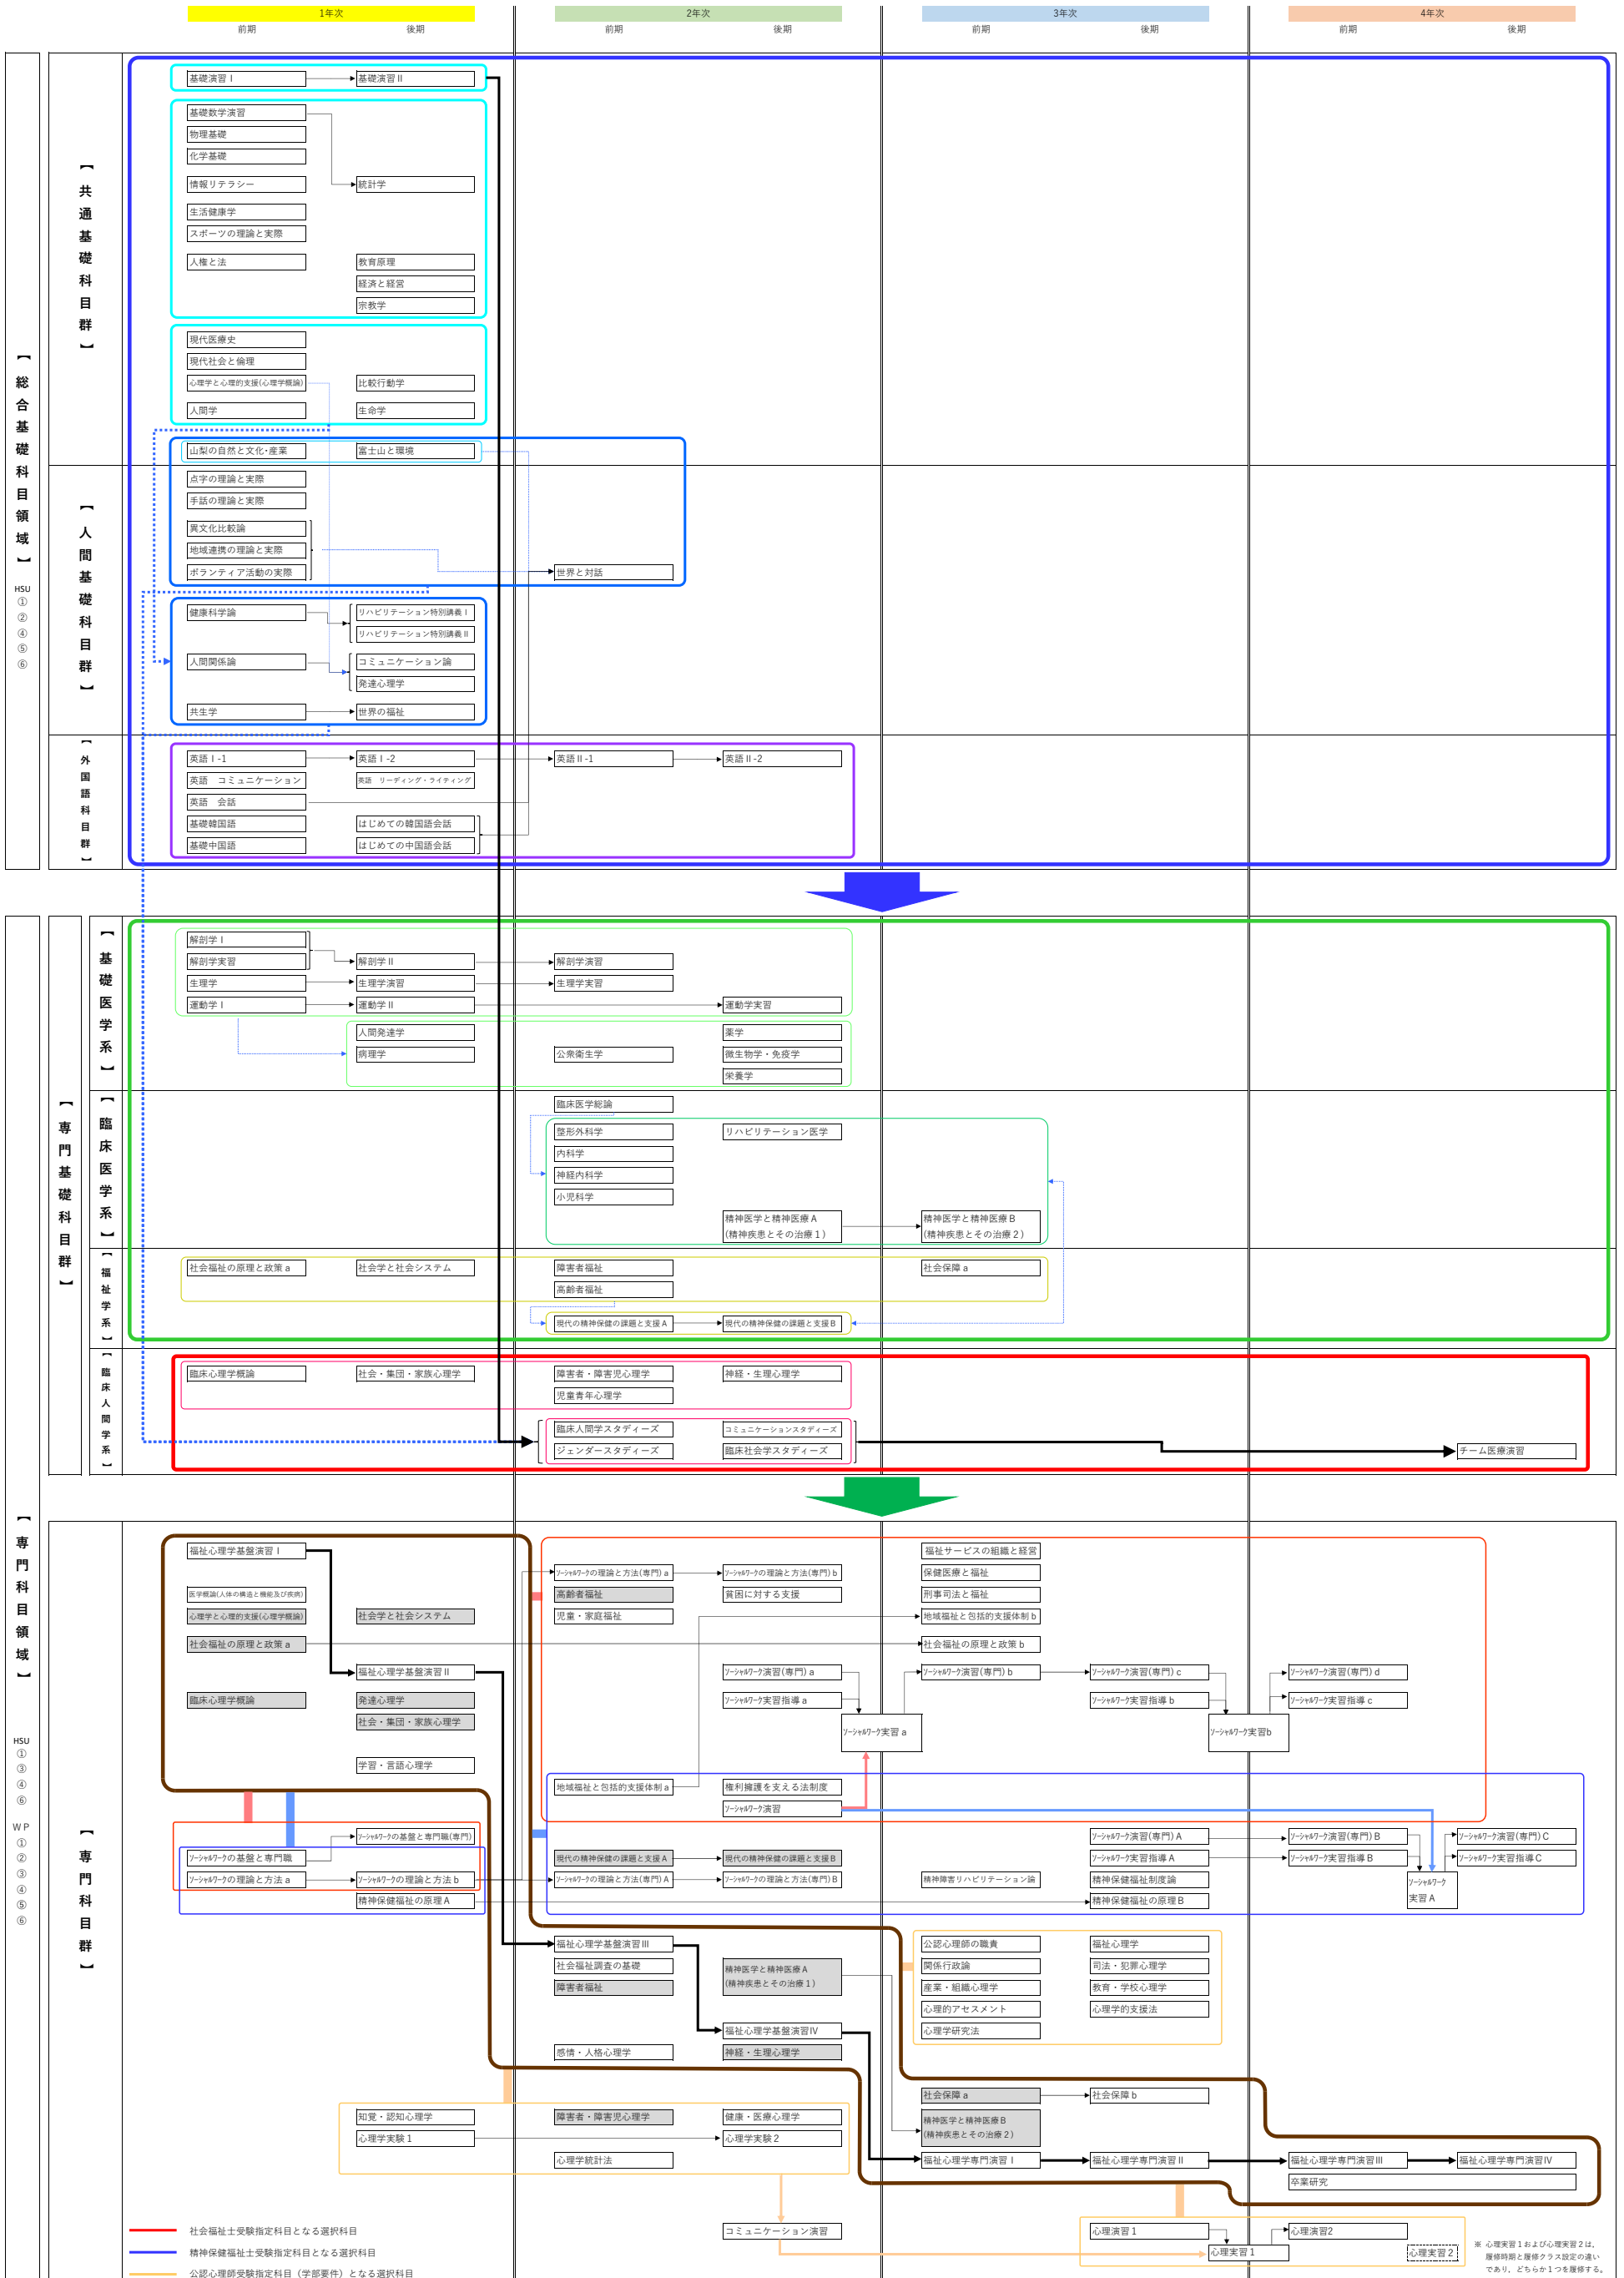 1年次
2年次
3年次
4年次
前期
後期
前期
後期
前期
後期
前期
後期
【総合基礎科目領域】
HSU
①
②
④
⑤
⑥
【共通基礎科目群】
基礎演習Ⅰ
基礎演習Ⅱ
基礎数学演習
物理基礎
化学基礎
情報リテラシー
統計学
生活健康学
スポーツの理論と実際
人権と法
教育原理
経済と経営
宗教学
現代医療史
現代社会と倫理
心理学と心理的支援(心理学概論)
比較行動学
人間学
生命学
山梨の自然と文化・産業
富士山と環境
【人間基礎科目群】
点字の理論と実際
手話の理論と実際
異文化比較論
地域連携の理論と実際
ボランティア活動の実際
世界と対話
健康科学論
リハビリテーション特別講義Ⅰ
リハビリテーション特別講義Ⅱ
人間関係論
コミュニケーション論
発達心理学
共生学
世界の福祉
【外国語科目群】
英語Ⅰ-1
英語Ⅰ-2
英語Ⅱ-1
英語Ⅱ-2
英語　コミュニケーション
英語　リーディング・ライティング
英語　会話
基礎韓国語
はじめての韓国語会話
基礎中国語
はじめての中国語会話
【専門科目領域】
HSU
①
③
④
⑥
WP
①
②
③
④
⑤
⑥
【専門基礎科目群】
【基礎医学系】
解剖学Ⅰ
解剖学実習
解剖学Ⅱ
解剖学演習
生理学
生理学演習
生理学実習
運動学Ⅰ
運動学Ⅱ
運動学実習
人間発達学
薬学
病理学
公衆衛生学
微生物学・免疫学
栄養学
【臨床医学系】
臨床医学総論
整形外科学
リハビリテーション医学
内科学
神経内科学
小児科学
精神医学と精神医療A
(精神疾患とその治療1)
精神医学と精神医療B
(精神疾患とその治療2)
【福祉学系】
社会福祉の原理と政策a
社会学と社会システム
障害者福祉
社会保障a
高齢者福祉
現代の精神保健の課題と支援A
現代の精神保健の課題と支援B
【臨床人間学系】
臨床心理学概論
社会・集団・家族心理学
障害者・障害児心理学
神経・生理心理学
児童青年心理学
臨床人間学スタディーズ
コミュニケーションスタディーズ
ジェンダースタディーズ
臨床社会学スタディーズ
チーム医療演習
【専門科目群】
福祉心理学基盤演習Ⅰ
福祉サービスの組織と経営
ｿｰｼｬﾙﾜｰｸの理論と方法(専門)a
ｿｰｼｬﾙﾜｰｸの理論と方法(専門)b
保健医療と福祉
医学概論(人体の構造と機能及び疾病)
高齢者福祉
貧困に対する支援
刑事司法と福祉
心理学と心理的支援(心理学概論)
社会学と社会システム
児童・家庭福祉
地域福祉と包括的支援体制b
社会福祉の原理と政策a
社会福祉の原理と政策b
福祉心理学基盤演習Ⅱ
ｿｰｼｬﾙﾜｰｸ演習(専門)a
ｿｰｼｬﾙﾜｰｸ演習(専門)b
ｿｰｼｬﾙﾜｰｸ演習(専門)c
ｿｰｼｬﾙﾜｰｸ演習(専門)d
臨床心理学概論
発達心理学
ｿｰｼｬﾙﾜｰｸ実習指導a
ｿｰｼｬﾙﾜｰｸ実習指導b
ｿｰｼｬﾙﾜｰｸ実習指導c
社会・集団・家族心理学
ｿｰｼｬﾙﾜｰｸ実習a
ｿｰｼｬﾙﾜｰｸ実習b
学習・言語心理学
地域福祉と包括的支援体制a
権利擁護を支える法制度
ｿｰｼｬﾙﾜｰｸ演習
ｿｰｼｬﾙﾜｰｸの基盤と専門職(専門)
ｿｰｼｬﾙﾜｰｸ演習(専門)A
ｿｰｼｬﾙﾜｰｸ演習(専門)B
ｿｰｼｬﾙﾜｰｸ演習(専門)C
ｿｰｼｬﾙﾜｰｸの基盤と専門職
現代の精神保健の課題と支援A
現代の精神保健の課題と支援B
ｿｰｼｬﾙﾜｰｸ実習指導A
ｿｰｼｬﾙﾜｰｸ実習指導B
ｿｰｼｬﾙﾜｰｸ実習指導C
ｿｰｼｬﾙﾜｰｸの理論と方法a
ｿｰｼｬﾙﾜｰｸの理論と方法b
ｿｰｼｬﾙﾜｰｸの理論と方法(専門)A
ｿｰｼｬﾙﾜｰｸの理論と方法(専門)B
精神障害リハビリテーション論
精神保健福祉制度論
ｿｰｼｬﾙﾜｰｸ
実習A
精神保健福祉の原理A
精神保健福祉の原理B
福祉心理学基盤演習Ⅲ
公認心理師の職責
福祉心理学
社会福祉調査の基礎
精神医学と精神医療A
(精神疾患とその治療1)
関係行政論
司法・犯罪心理学
障害者福祉
産業・組織心理学
教育・学校心理学
心理的アセスメント
心理学的支援法
福祉心理学基盤演習Ⅳ
心理学研究法
感情・人格心理学
神経・生理心理学
社会保障a
社会保障b
知覚・認知心理学
障害者・障害児心理学
健康・医療心理学
精神医学と精神医療B
(精神疾患とその治療2)
心理学実験1
心理学実験2
心理学統計法
福祉心理学専門演習Ⅰ
福祉心理学専門演習Ⅱ
福祉心理学専門演習Ⅲ
福祉心理学専門演習Ⅳ
卒業研究
コミュニケーション演習
心理演習1
心理演習2
心理実習1
心理実習2
社会福祉士受験指定科目となる選択科目
精神保健福祉士受験指定科目となる選択科目
公認心理師受験指定科目（学部要件）となる選択科目
※ 心理実習1および心理実習2は、
履修時期と履修クラス設定の違い
であり、どちらか1つを履修する。